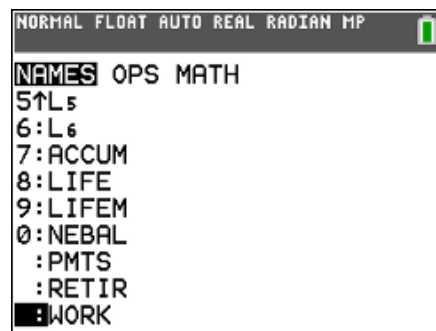 NORMAL FLOAT AUTO REAL RADIAN MP
NAMES OPS MATH
5↑L₅
6:L₆
7:ACCUM
8:LIFE
9:LIFEM
0:NEBAL
:PMTS
:RETIR
:WORK